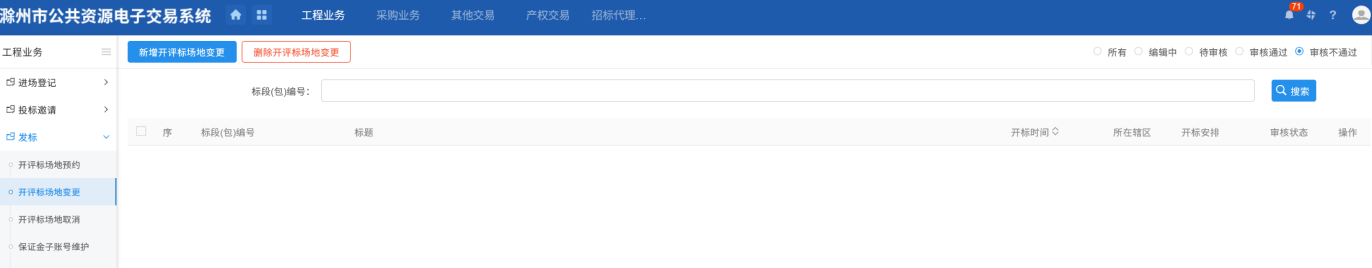 滁州市公共资源电子交易系统 工程业务 采购业务 其他交易 产权交易 招标代理... 71 ?
工程业务 新增开评标场地变更 删除开评标场地变更 所有 编辑中 待审核 审核通过 审核不通过
进场登记
标段(包)编号： 搜索
投标邀请
发标 序 标段(包)编号 标题 开标时间 所在辖区 开标安排 审核状态 操作
开评标场地预约
开评标场地变更
开评标场地取消
保证金子账号维护